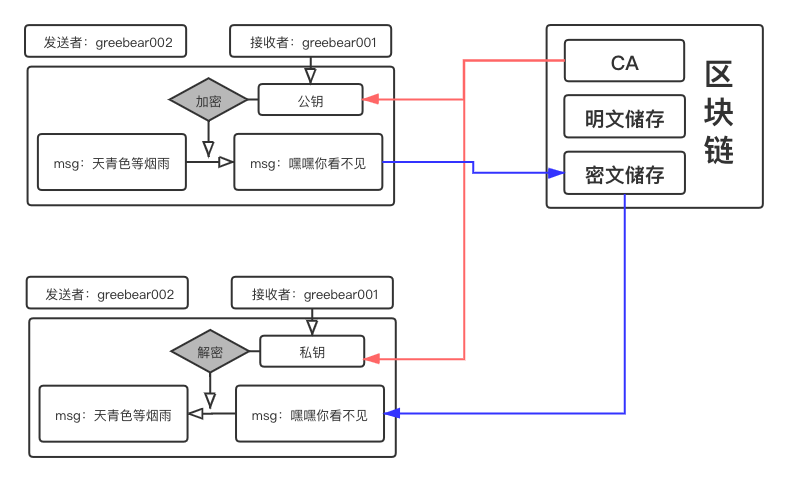 发送者：greebear002
接收者：greebear001
加密
公钥
msg：天青色等烟雨
msg：嘿嘿你看不见
CA
明文储存
密文储存
区块链
发送者：greebear002
接收者：greebear001
解密
私钥
msg：天青色等烟雨
msg：嘿嘿你看不见